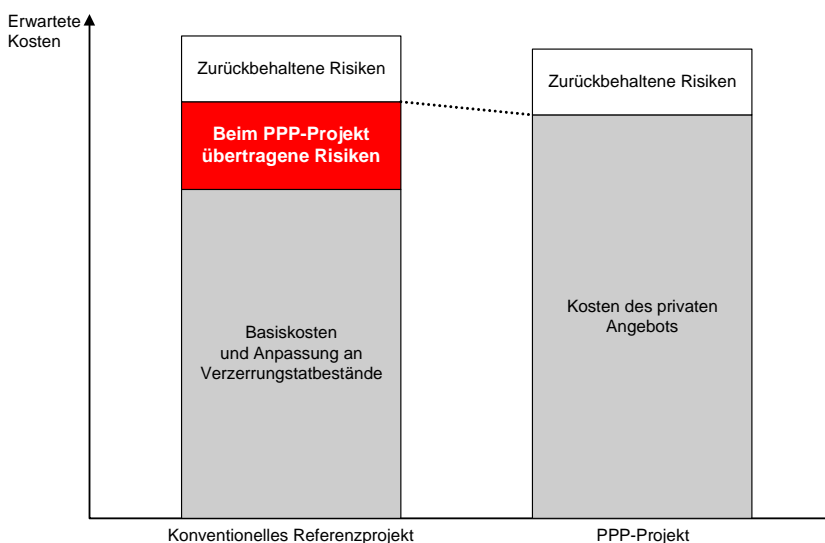 Erwartete
Kosten
Zurückbehaltene Risiken
Beim PPP-Projekt
übertragene Risiken
Basiskosten
und Anpassung an
Verzerrungstatbestände
Zurückbehaltene Risiken
Kosten des privaten
Angebots
Konventionelles Referenzprojekt
PPP-Projekt